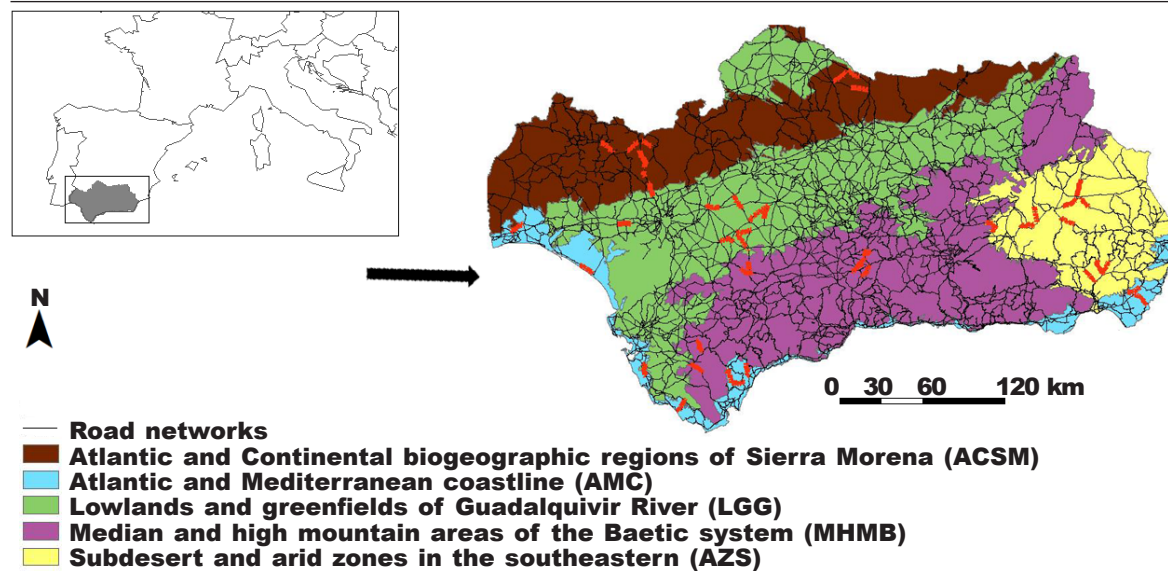 N
0 30 60 120 km
Road networks
Atlantic and Continental biogeographic regions of Sierra Morena (ACSM)
Atlantic and Mediterranean coastline (AMC)
Lowlands and greenfields of Guadalquivir River (LGG)
Median and high mountain areas of the Baetic system (MHMB)
Subdesert and arid zones in the southeastern (AZS)